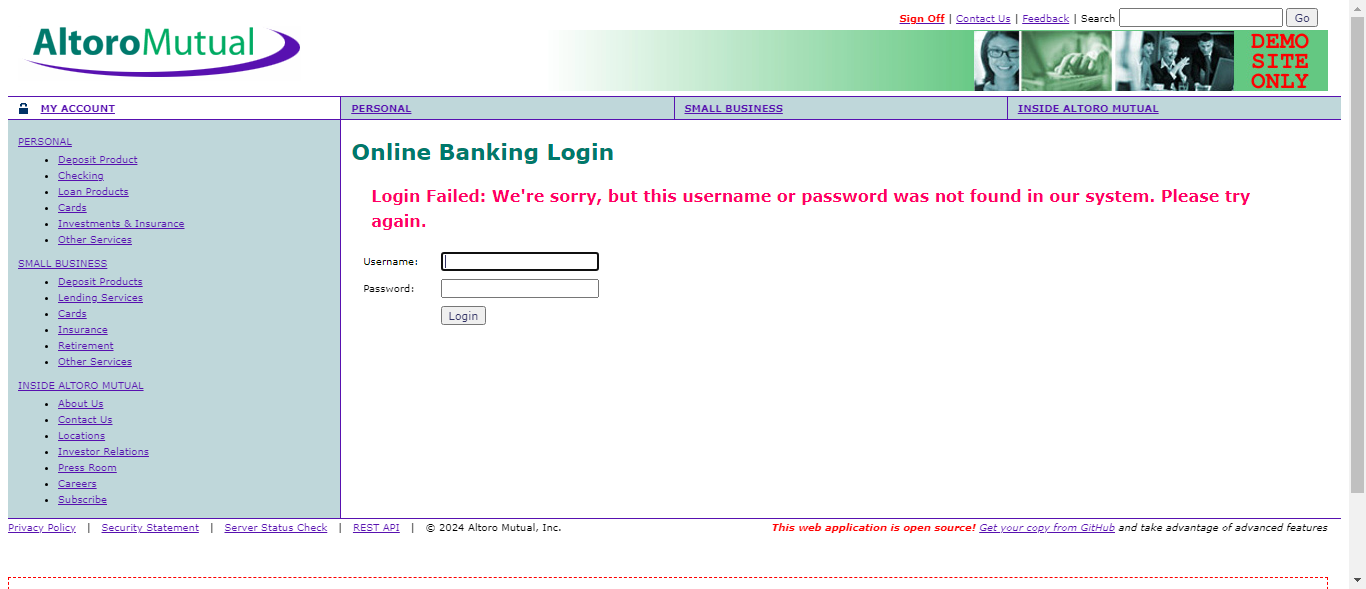 Sign Off | Contact Us | Feedback | Search Go
AltoroMutual
DEMO
SITE
ONLY
MY ACCOUNT
PERSONAL
SMALL BUSINESS
INSIDE ALTORO MUTUAL
PERSONAL
Deposit Product
Checking
Loan Products
Cards
Investments & Insurance
Other Services
SMALL BUSINESS
Deposit Products
Lending Services
Cards
Insurance
Retirement
Other Services
INSIDE ALTORO MUTUAL
About Us
Contact Us
Locations
Investor Relations
Press Room
Careers
Subscribe
Online Banking Login
Login Failed: We're sorry, but this username or password was not found in our system. Please try
again.
Username:
Password:
Login
Privacy Policy | Security Statement | Server Status Check | REST API | © 2024 Altoro Mutual, Inc.
This web application is open source! Get your copy from GitHub and take advantage of advanced features